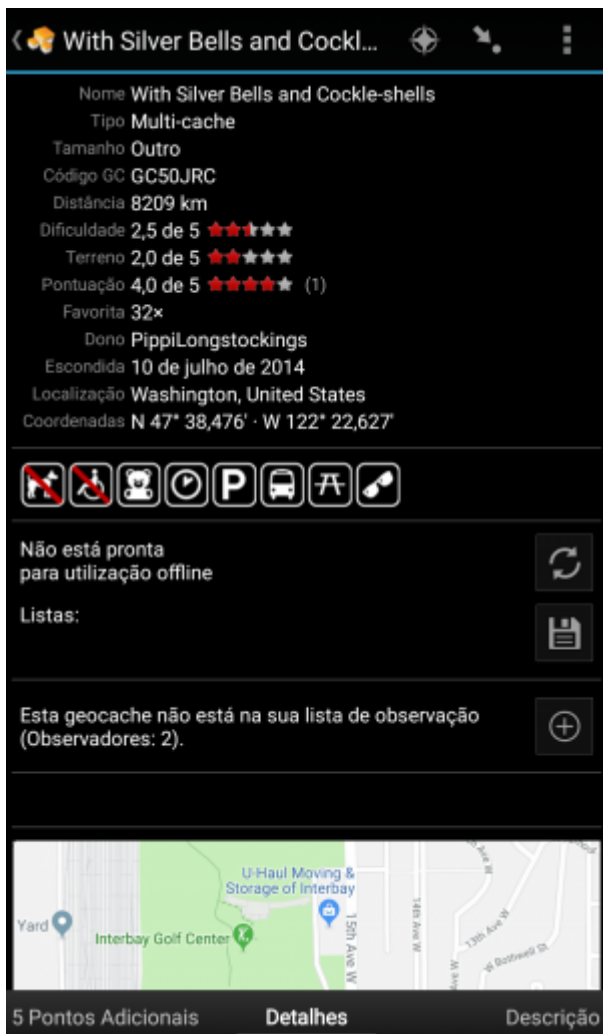 With Silver Bells and Cockl...
Nome With Silver Bells and Cockle-shells
Tipo Multi-cache
Tamanho Outro
Código GC GC50JRC
Distância 8209 km
Dificuldade 2,5 de 5
Terreno 2,0 de 5
Pontuação 4,0 de 5 (1)
Favorita 32×
Dono PippiLongstockings
Escondida 10 de julho de 2014
Localização Washington, United States
Coordenadas N 47° 38,476' · W 122° 22,627'
P
Não está pronta
para utilização offline
Listas:
Esta geocache não está na sua lista de observação
(Observadores: 2).
U-Haul Moving &
Storage of Interbay
Yard
Interbay Golf Center
15th Ave W
14th Ave W
13th Ave W
W Bothwell St
Ave W
5 Pontos Adicionais
Detalhes
Descrição